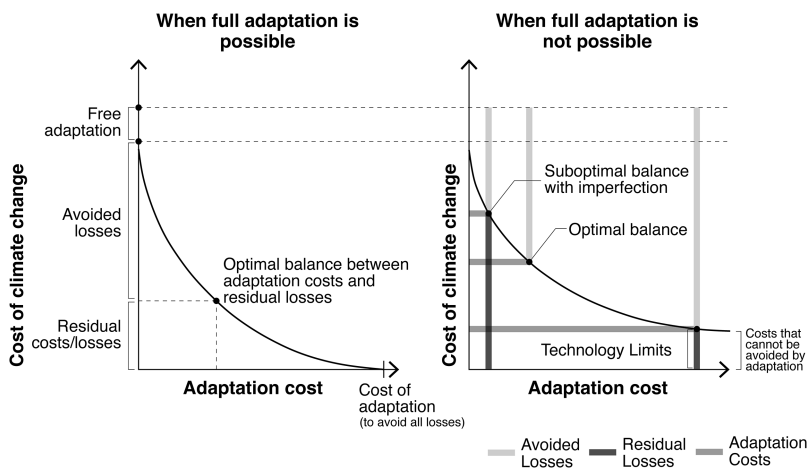 When full adaptation is
possible
Cost of climate change
Free
adaptation
Avoided
losses
Residual
costs/losses
Optimal balance between
adaptation costs and
residual losses
Adaptation cost
Cost of
adaptation
(to avoid all losses)
When full adaptation is
not possible
Cost of climate change
Suboptimal balance
with imperfection
Optimal balance
Technology Limits
Costs that
cannot be
avoided by
adaptation
Adaptation cost
Avoided
Losses
Residual
Losses
Adaptation
Costs